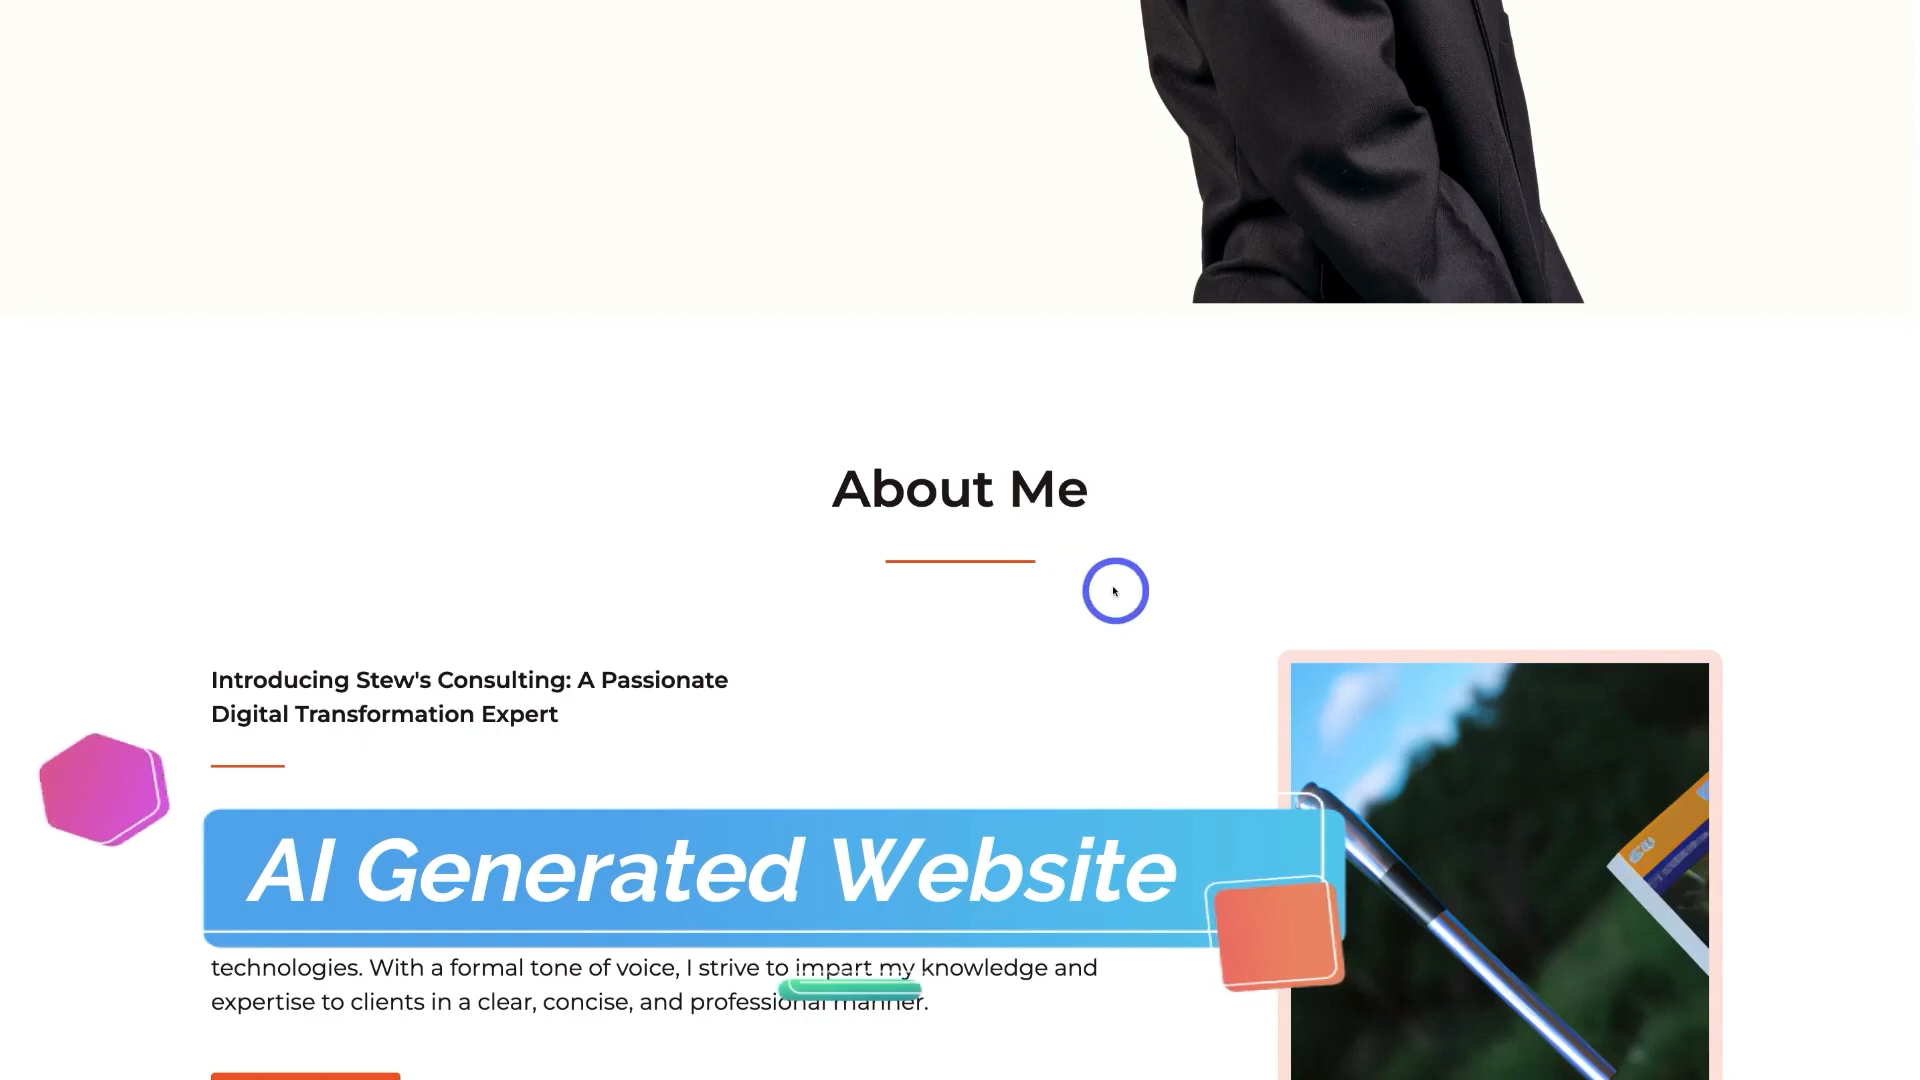 About Me
Introducing Stew's Consulting: A Passionate
Digital Transformation Expert
AI Generated Website
technologies. With a formal tone of voice, I strive to impart my knowledge and
expertise to clients in a clear, concise, and professional manner.